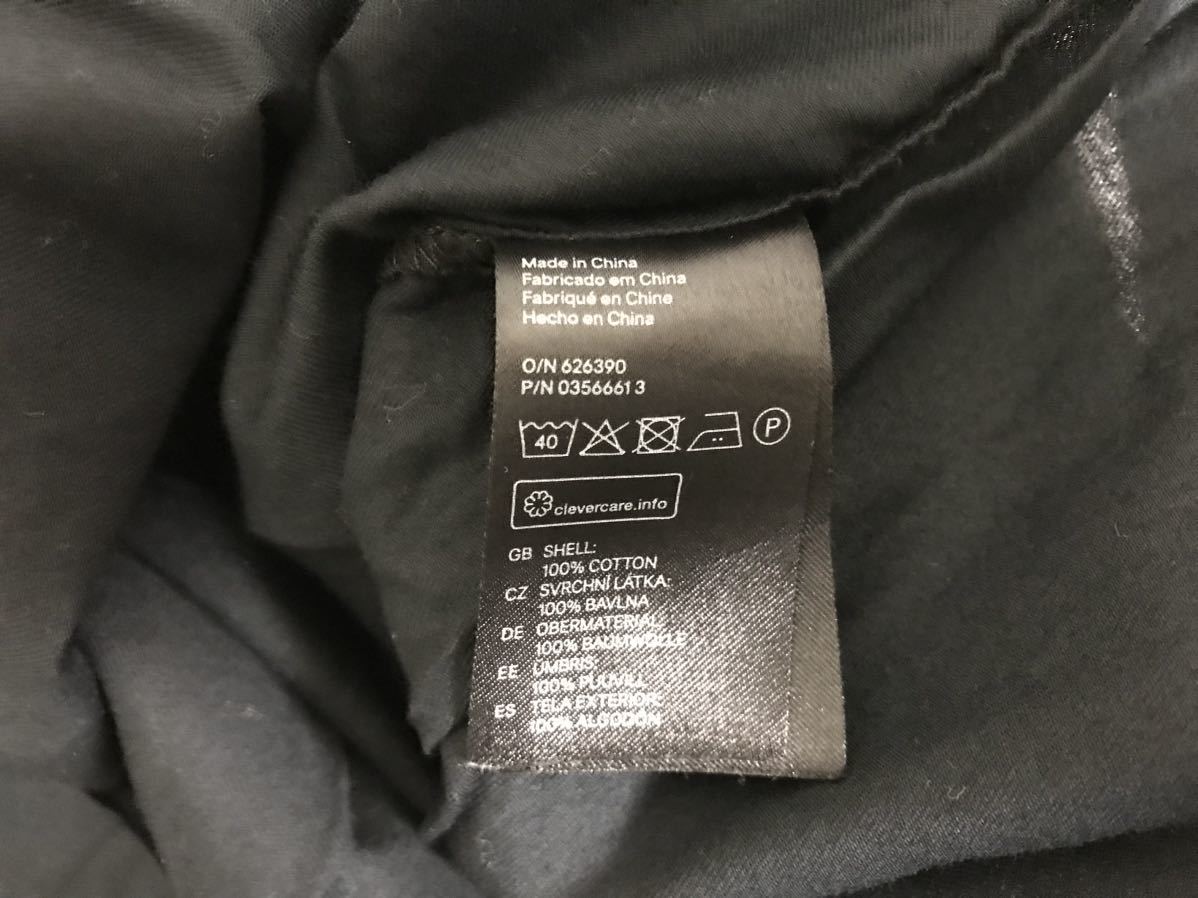 Made in China
Fabricado em China
Fabriqué en Chine
Hecho en China
O/N 626390
P/N 03566613
40 P
clevercare.info
GB SHELL:
100% COTTON
CZ SVRCHNÍ LÁTKA:
100% BAVLNA
DE OBERMATERIAL:
100% BAUMWOLLE
EE UMBRIS:
100% PUUVILL
ES TELA EXTERIOR:
100% ALGODÓN